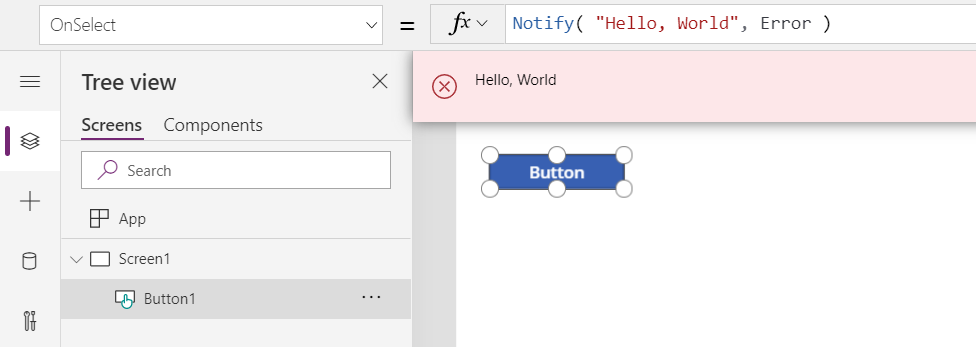 OnSelect = fx Notify( "Hello, World", Error )
Tree view
Hello, World
Screens Components
Search
Button
App
Screen1
Button1 ...